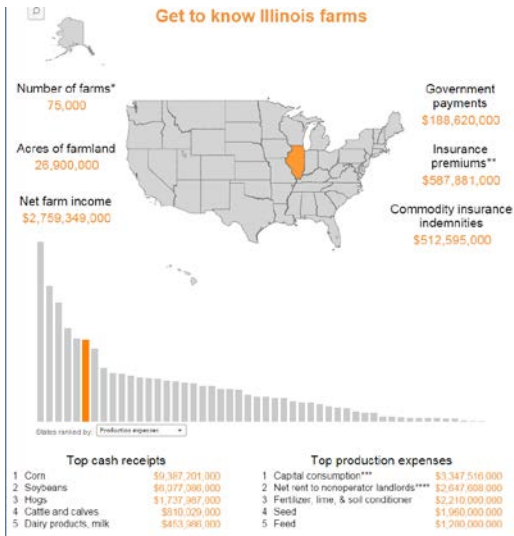 Get to know Illinois farms
Number of farms*
75,000
Acres of farmland
26,900,000
Net farm income
$2,759,349,000
Government
payments
$188,620,000
Insurance
premiums**
$587,881,000
Commodity insurance
indemnities
$512,595,000
States ranked by: Production expenses
Top cash receipts
1 Corn $9,387,201,000
2 Soybeans
3 Hogs $1,737,987,000
4 Cattle and calves $810,029,000
5 Dairy products, milk $453,986,000
Top production expenses
1 Capital consumption*** $3,347,516,000
2 Net rent to nonoperator landlords**** $2,647,608,000
3 Fertilizer, lime, & soil conditioner $2,210,000,000
4 Seed $1,960,000,000
5 Feed $1,200,000,000